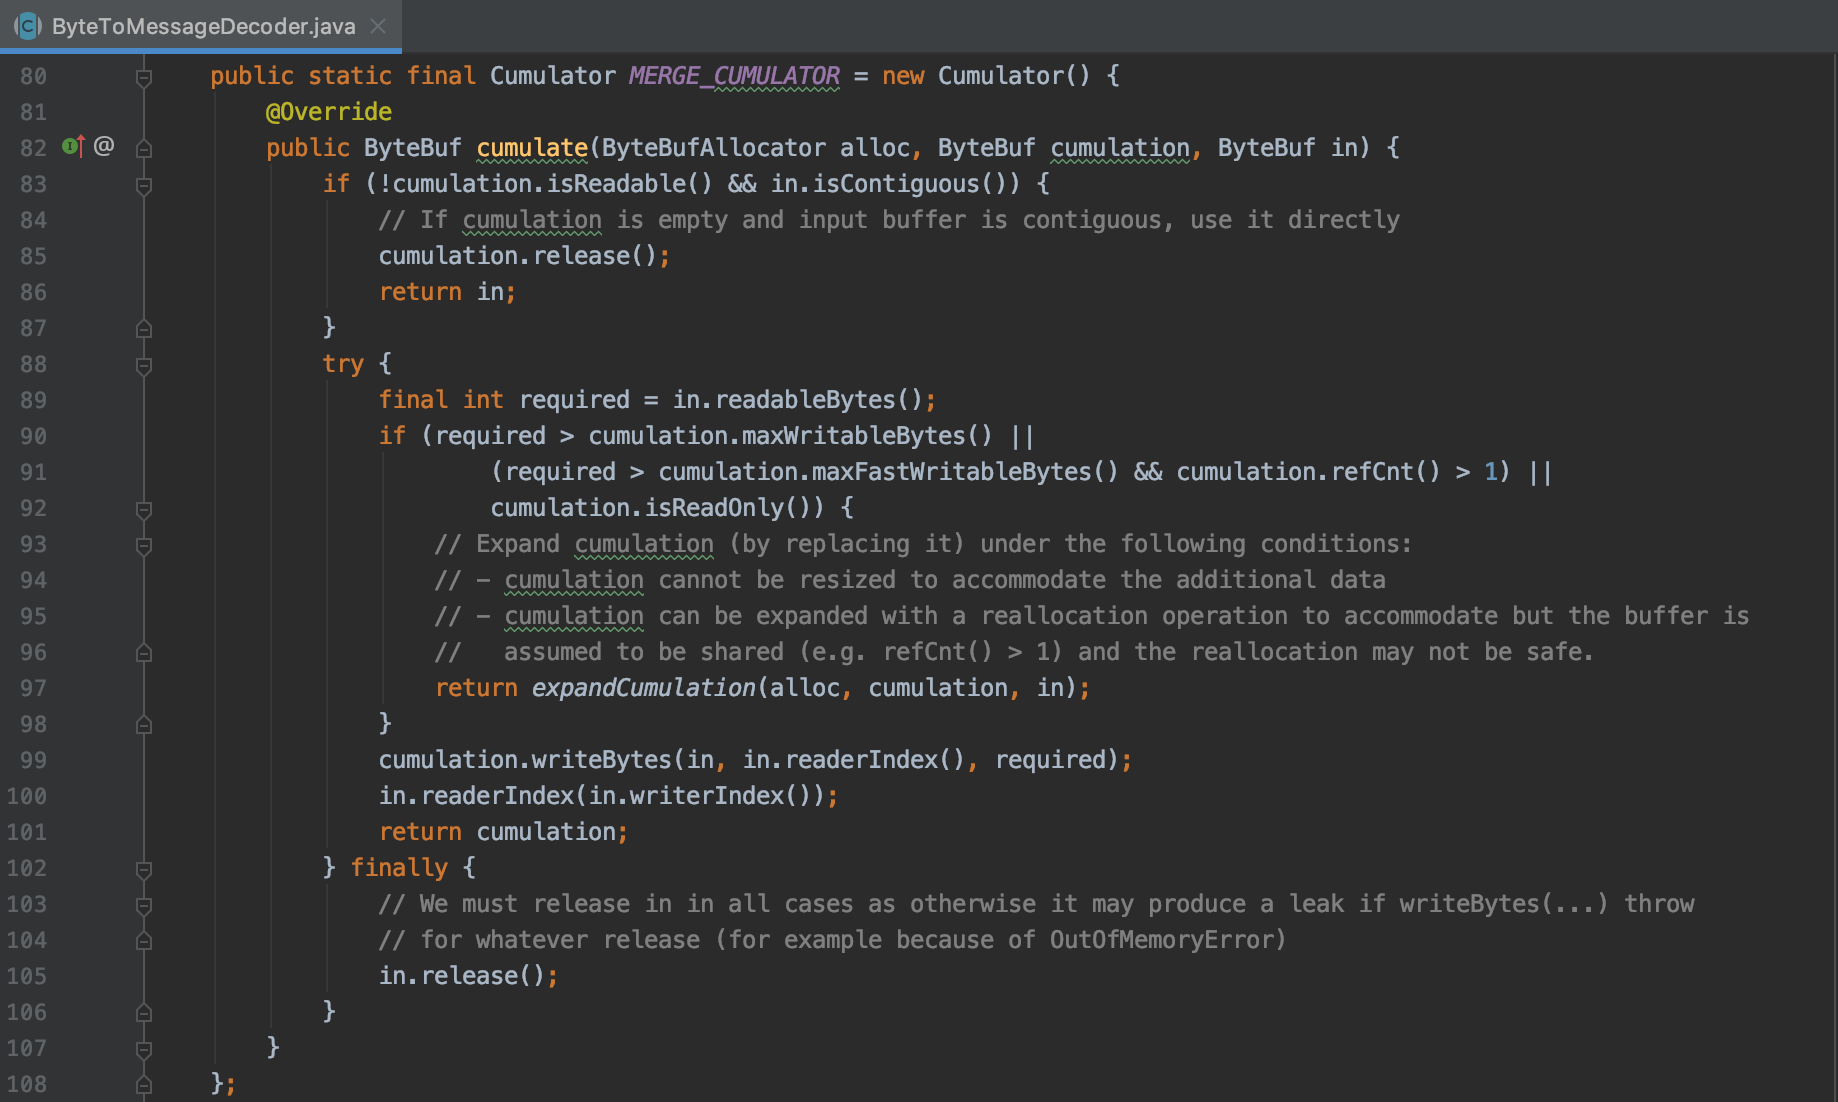 ByteToMessageDecoder.java
80 public static final Cumulator MERGE_CUMULATOR = new Cumulator() {
81 @Override
82 @ public ByteBuf cumulate(ByteBufAllocator alloc, ByteBuf cumulation, ByteBuf in) {
83 if (!cumulation.isReadable() && in.isContiguous()) {
84 // If cumulation is empty and input buffer is contiguous, use it directly
85 cumulation.release();
86 return in;
87 }
88 try {
89 final int required = in.readableBytes();
90 if (required > cumulation.maxWritableBytes() ||
91 (required > cumulation.maxFastWritableBytes() && cumulation.refCnt() > 1) ||
92 cumulation.isReadOnly()) {
93 // Expand cumulation (by replacing it) under the following conditions:
94 // - cumulation cannot be resized to accommodate the additional data
95 // - cumulation can be expanded with a reallocation operation to accommodate but the buffer is
96 // assumed to be shared (e.g. refCnt() > 1) and the reallocation may not be safe.
97 return expandCumulation(alloc, cumulation, in);
98 }
99 cumulation.writeBytes(in, in.readerIndex(), required);
100 in.readerIndex(in.writerIndex());
101 return cumulation;
102 } finally {
103 // We must release in in all cases as otherwise it may produce a leak if writeBytes(...) throw
104 // for whatever release (for example because of OutOfMemoryError)
105 in.release();
106 }
107 }
108 };